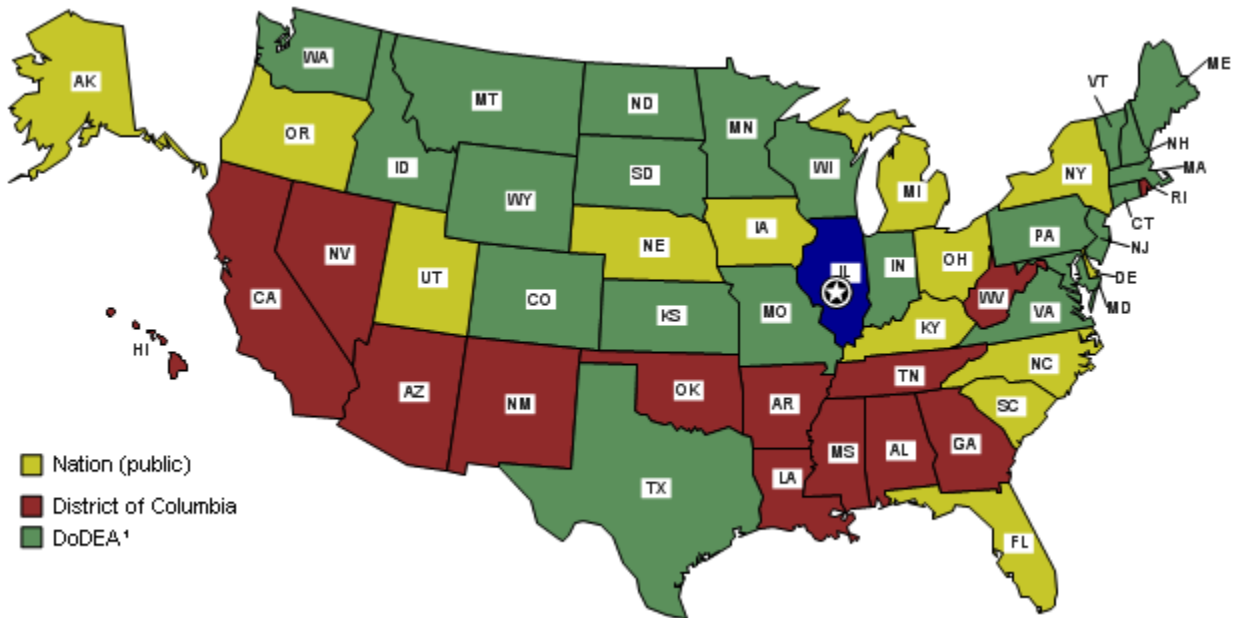 AK
WA
MT
ND
MN
ME
VT
OR
ID
WY
SD
WI
MI
NY
NH
MA
RI
CT
NJ
NV
UT
CO
NE
IA
IL
IN
OH
PA
DE
MD
WV
VA
CA
HI
KS
MO
KY
NC
AZ
NM
OK
AR
TN
SC
TX
LA
MS
AL
GA
FL
Nation (public)
District of Columbia
DoDEA¹